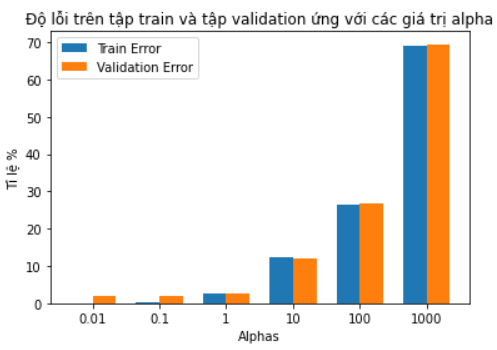 Độ lỗi trên tập train và tập validation ứng với các giá trị alpha
Train Error
Validation Error
Tỉ lệ %
70
60
50
40
30
20
10
0
0.01 0.1 1 10 100 1000
Alphas